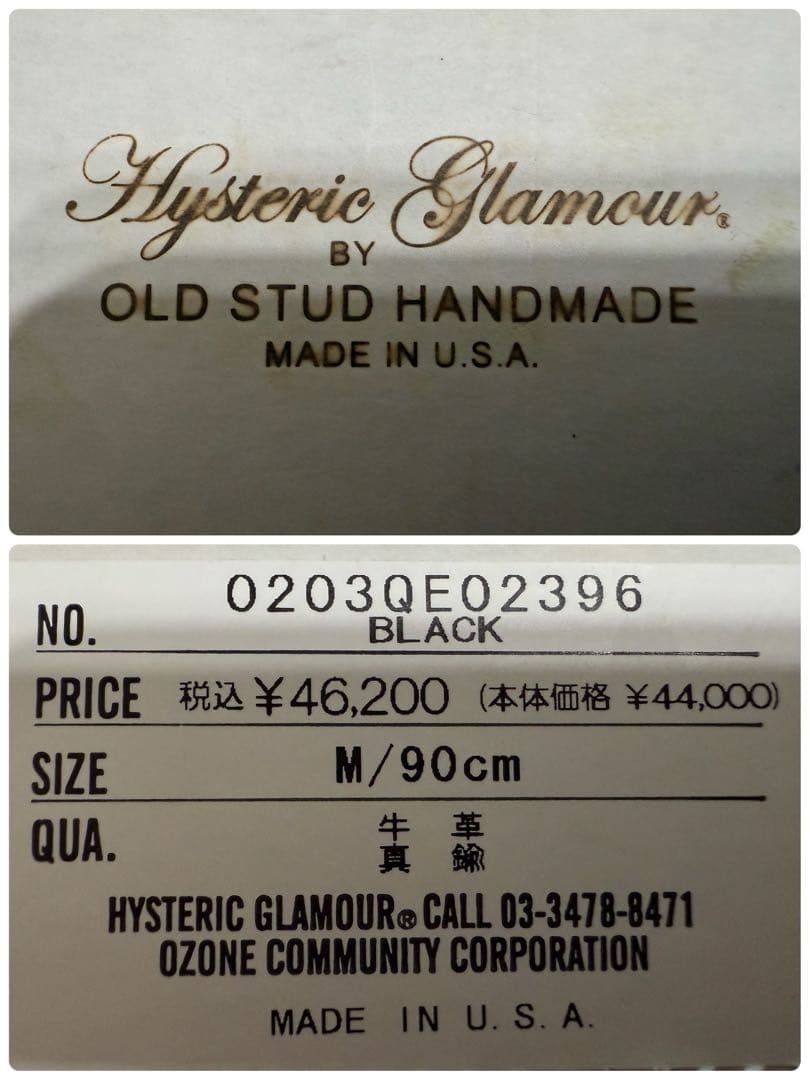 Hysteric Glamour®
BY
OLD STUD HANDMADE
MADE IN U.S.A.
NO. 0203QE02396
BLACK
PRICE 税込 ¥46,200 (本体価格 ¥44,000)
SIZE M/90cm
QUA. 牛 革
真 鍮
HYSTERIC GLAMOUR® CALL 03-3478-8471
OZONE COMMUNITY CORPORATION
MADE IN U.S.A.